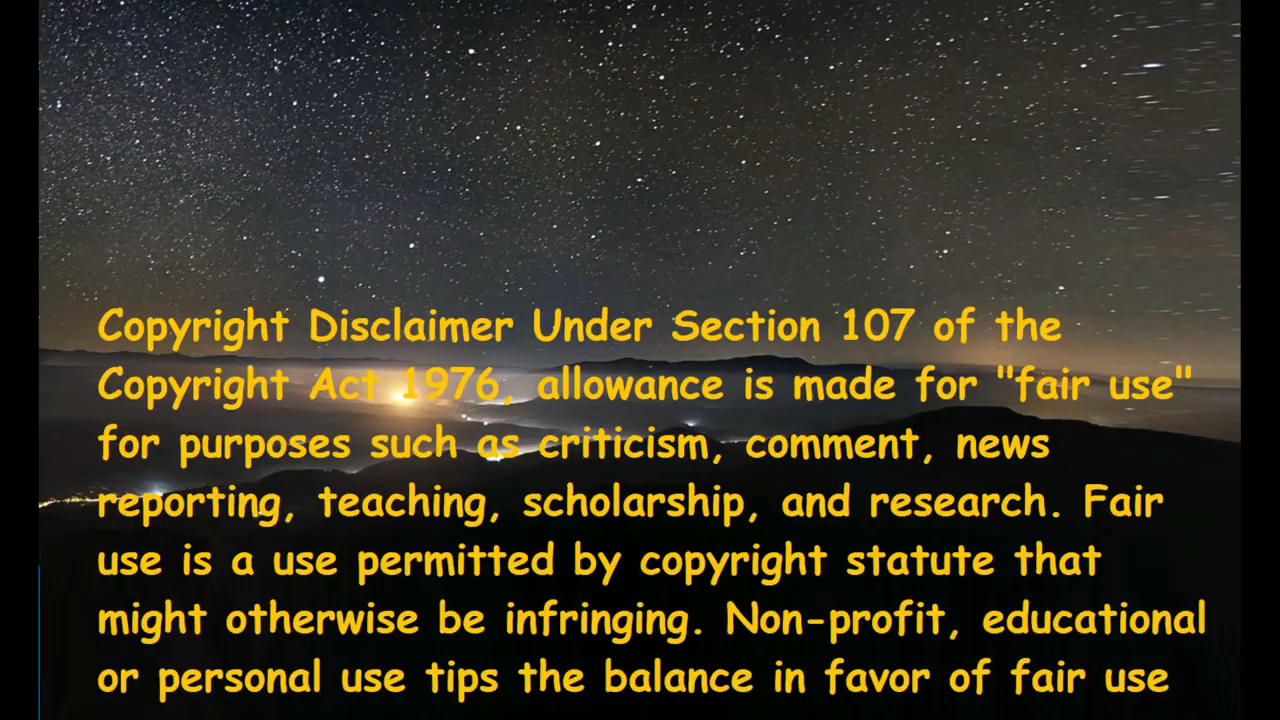 Copyright Disclaimer Under Section 107 of the
Copyright Act 1976, allowance is made for "fair use"
for purposes such as criticism, comment, news
reporting, teaching, scholarship, and research. Fair
use is a use permitted by copyright statute that
might otherwise be infringing. Non-profit, educational
or personal use tips the balance in favor of fair use